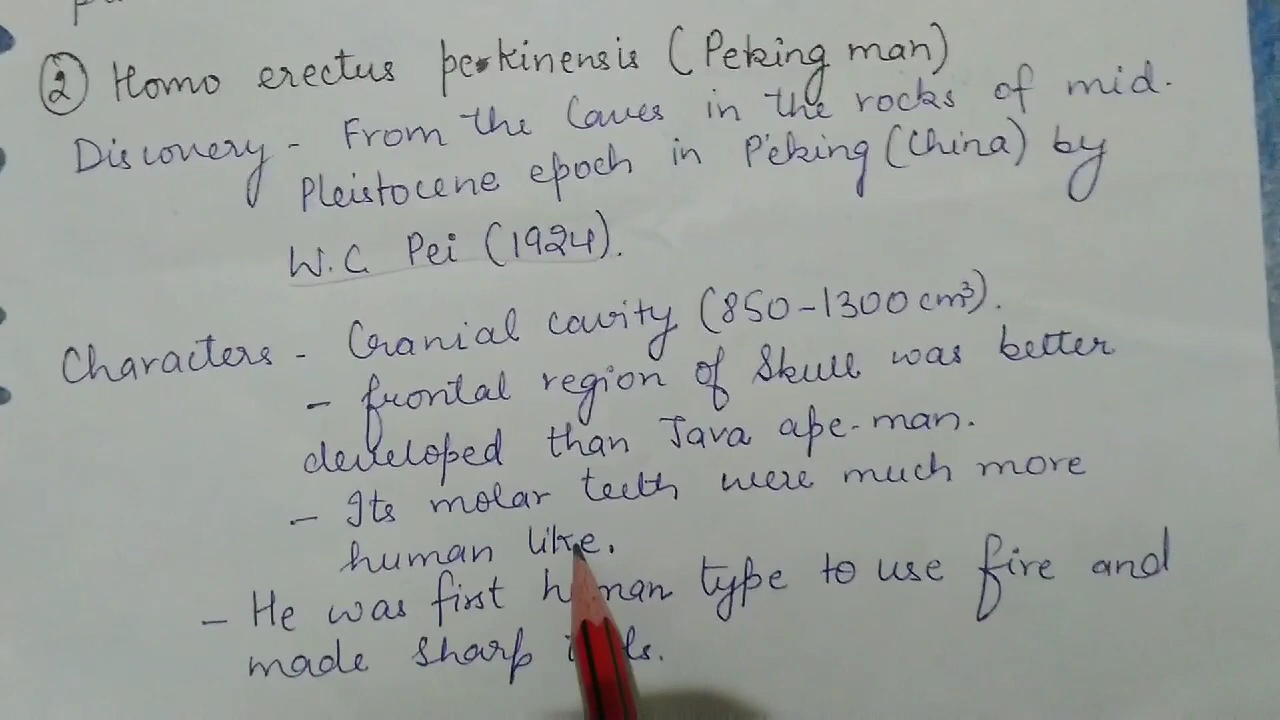 ② Homo erectus perkinensis (Peking man)
Discovery - From the Caves in the rocks of mid.
Pleistocene epoch in Peking (China) by
W.C. Pei (1924).
Characters - Cranial cavity (850-1300 cm³).
- frontal region of Skull was better
developed than Java ape-man.
- Its molar teeth were much more
human like.
- He was first human type to use fire and
made sharp